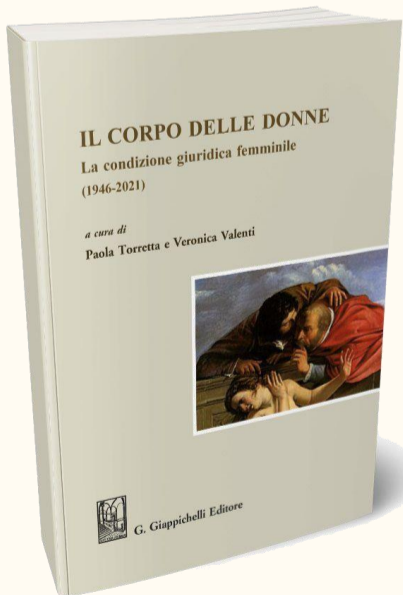 IL CORPO DELLE DONNE
La condizione giuridica femminile
(1946-2021)
a cura di
Paola Torretta e Veronica Valenti
G. Giappichelli Editore